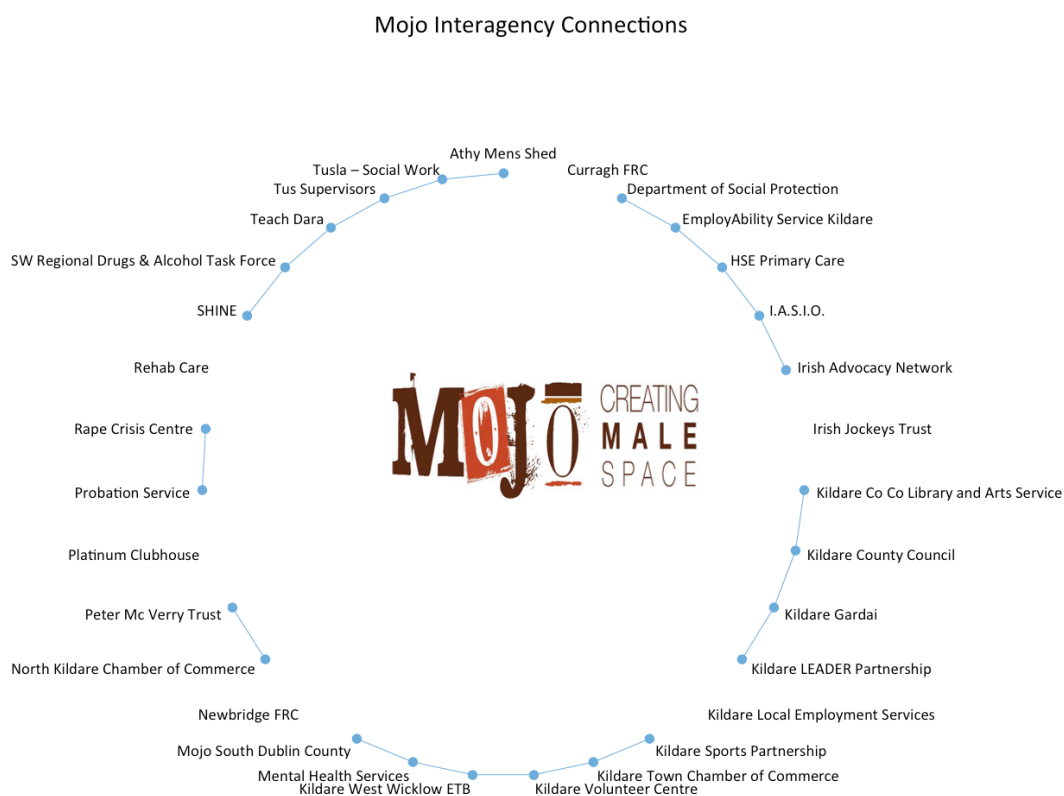 Mojo Interagency Connections
Athy Mens Shed
Curragh FRC
Department of Social Protection
EmployAbility Service Kildare
HSE Primary Care
I.A.S.I.O.
Irish Advocacy Network
Irish Jockeys Trust
Kildare Co Co Library and Arts Service
Kildare County Council
Kildare Gardai
Kildare LEADER Partnership
Kildare Local Employment Services
Kildare Sports Partnership
Kildare Town Chamber of Commerce
Kildare Volunteer Centre
Kildare West Wicklow ETB
Mental Health Services
Mojo South Dublin County
Newbridge FRC
North Kildare Chamber of Commerce
Peter Mc Verry Trust
Platinum Clubhouse
Probation Service
Rape Crisis Centre
Rehab Care
SHINE
SW Regional Drugs & Alcohol Task Force
Teach Dara
Tus Supervisors
Tusla – Social Work
MOJO
CREATING
MALE
SPACE